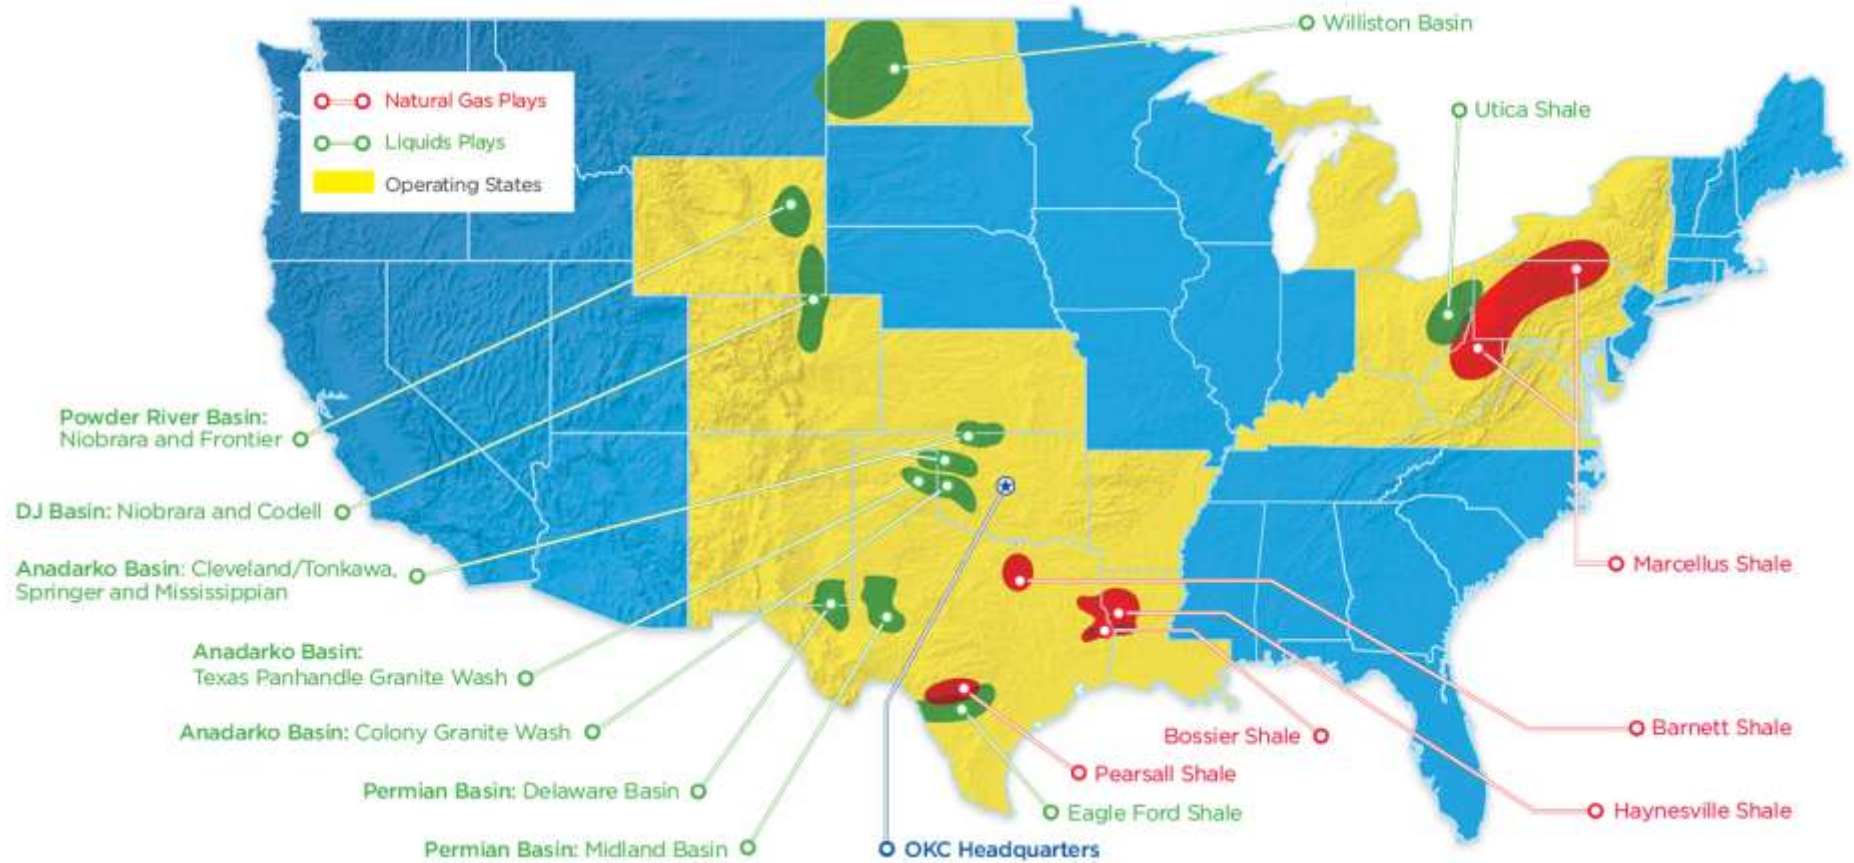 Williston Basin
Natural Gas Plays
Utica Shale
Liquids Plays
Operating States
Powder River Basin:
Niobrara and Frontier
DJ Basin: Niobrara and Codell
Anadarko Basin: Cleveland/Tonkawa,
Springer and Mississippian
Marcellus Shale
Anadarko Basin:
Texas Panhandle Granite Wash
Anadarko Basin: Colony Granite Wash
Barnett Shale
Bossier Shale
Pearsall Shale
Permian Basin: Delaware Basin
Eagle Ford Shale
Haynesville Shale
Permian Basin: Midland Basin
OKC Headquarters